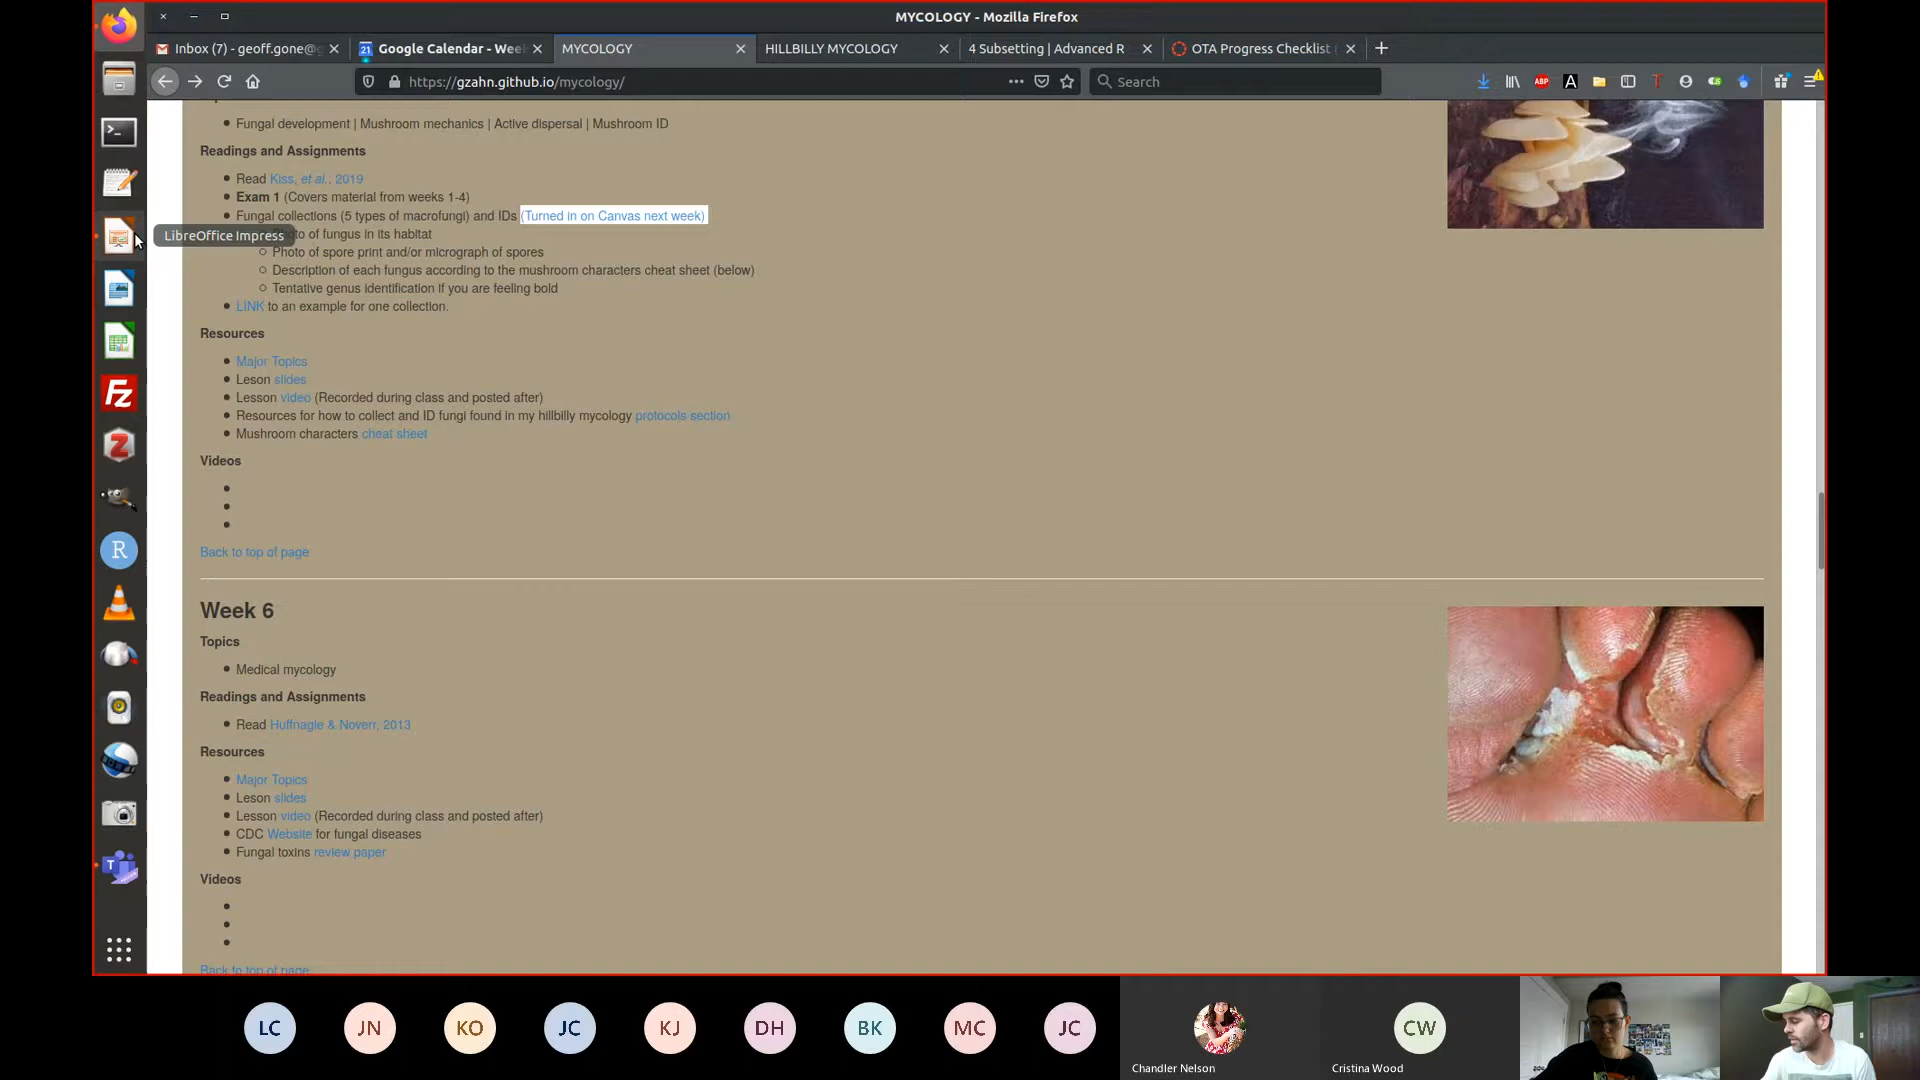 MYCOLOGY - Mozilla Firefox
Inbox (7) - geoff.gone@g
21 Google Calendar - Wee
MYCOLOGY
HILLBILLY MYCOLOGY
4 Subsetting | Advanced R
OTA Progress Checklist
https://gzahn.github.io/mycology/
Search
ABP
A
Fungal development | Mushroom mechanics | Active dispersal | Mushroom ID
Readings and Assignments
Read Kiss, et al., 2019
Exam 1 (Covers material from weeks 1-4)
Fungal collections (5 types of macrofungi) and IDs (Turned in on Canvas next week)
LibreOffice Impress
to of fungus in its habitat
Photo of spore print and/or micrograph of spores
Description of each fungus according to the mushroom characters cheat sheet (below)
Tentative genus identification if you are feeling bold
LINK to an example for one collection.
Resources
Major Topics
Leson slides
Lesson video (Recorded during class and posted after)
Resources for how to collect and ID fungi found in my hillbilly mycology protocols section
Mushroom characters cheat sheet
Videos
Back to top of page
Week 6
Topics
Medical mycology
Readings and Assignments
Read Huffnagle & Noverr, 2013
Resources
Major Topics
Leson slides
Lesson video (Recorded during class and posted after)
CDC Website for fungal diseases
Fungal toxins review paper
Videos
Back to top of page
Fz
Z
R
T
LC
JN
KO
JC
KJ
DH
BK
MC
JC
CW
Chandler Nelson
Cristina Wood